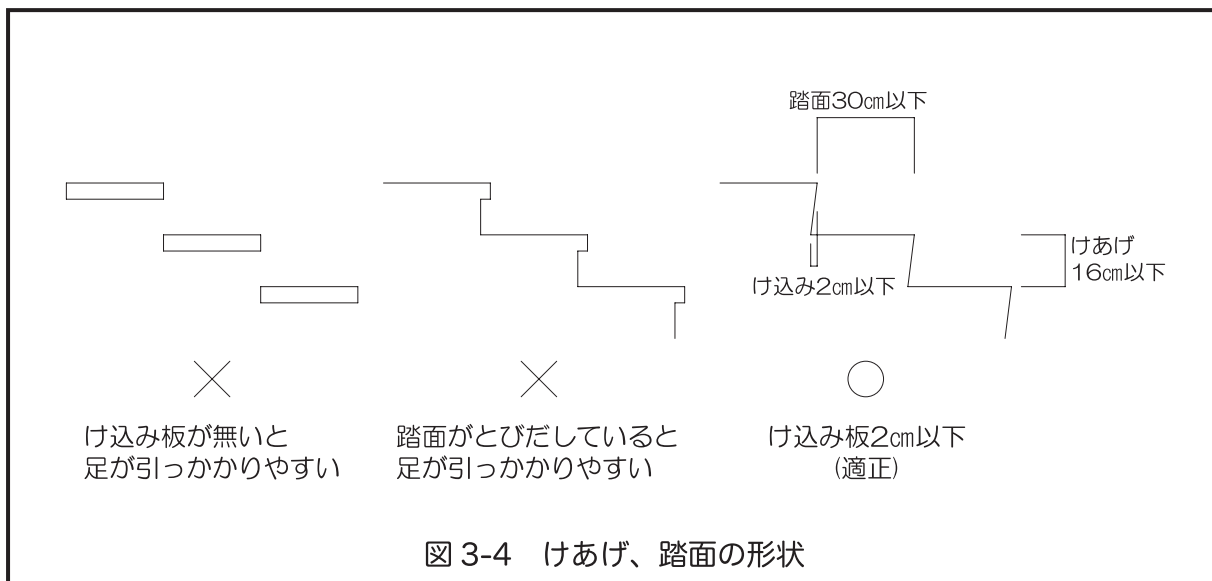 踏面30㎝以下
けあげ
16㎝以下
け込み2㎝以下
け込み板が無いと
足が引っかかりやすい
踏面がとびだしていると
足が引っかかりやすい
け込み板2㎝以下
(適正)
図 3-4　けあげ、踏面の形状